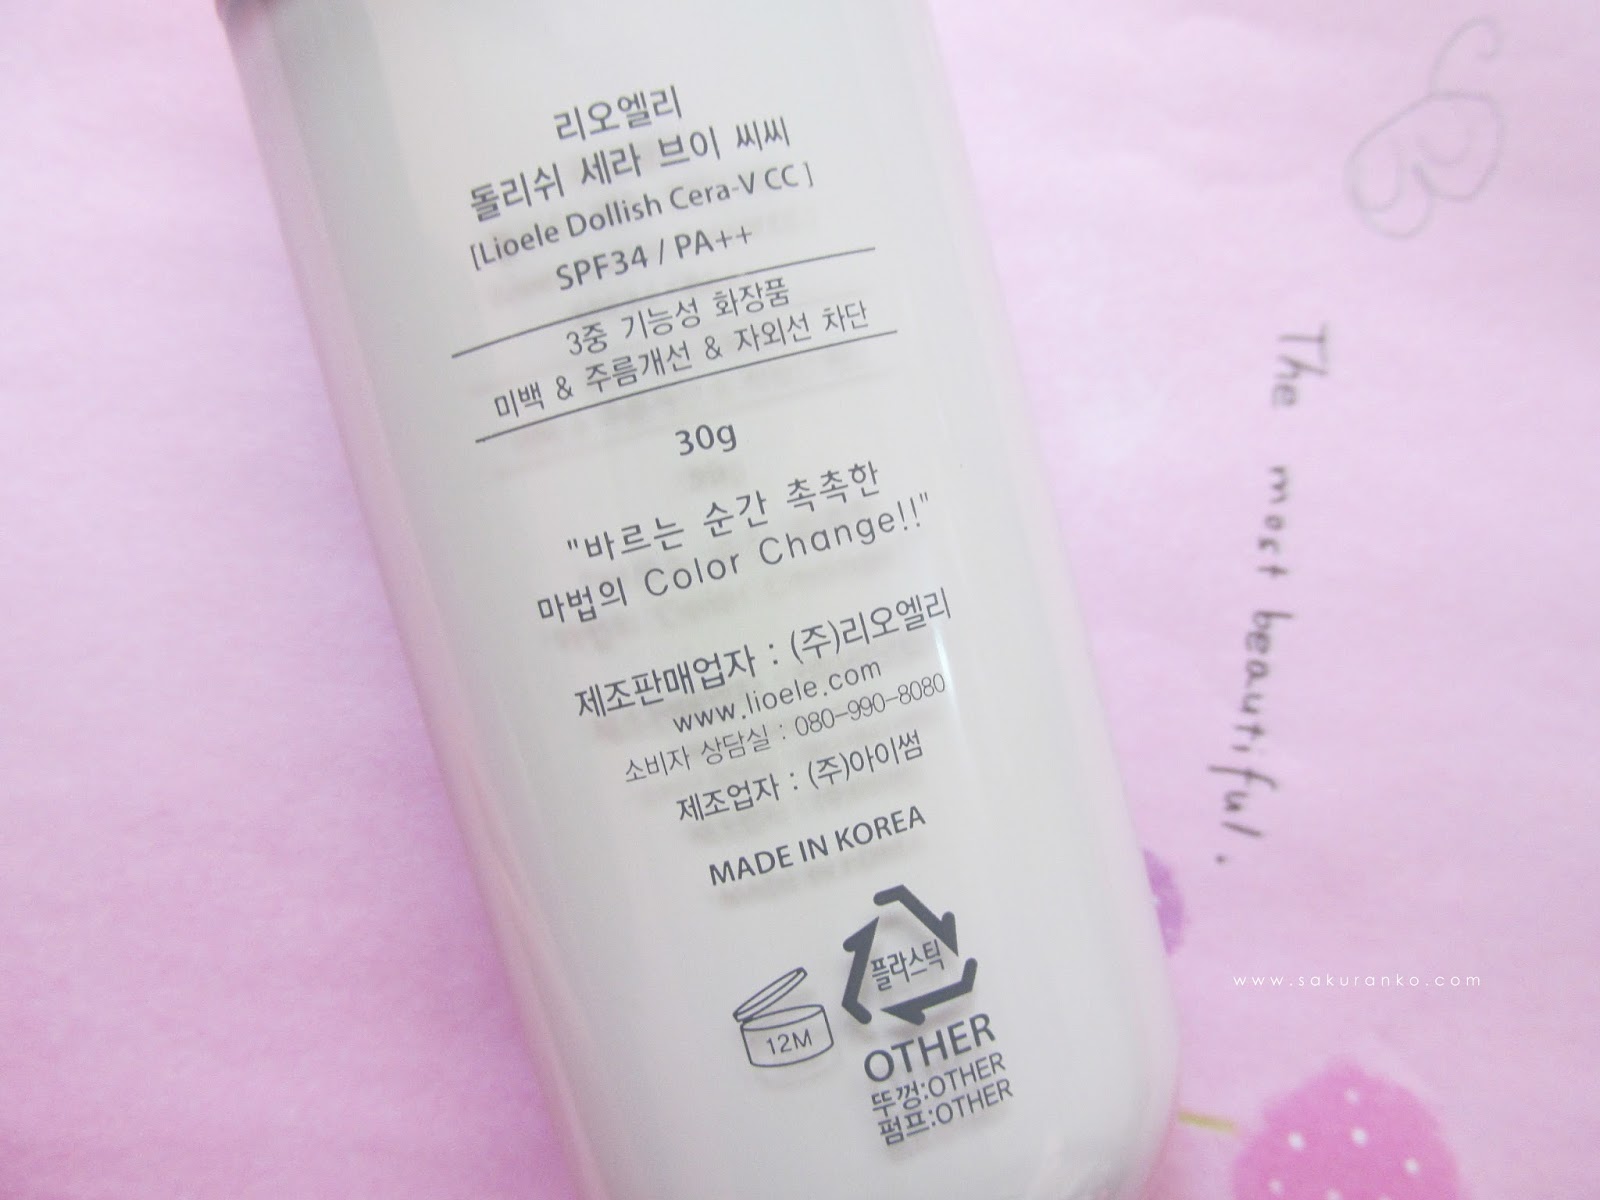 리오엘리
돌리쉬 세라 브이 씨씨
[Lioele Dollish Cera-V CC ]
SPF34 / PA++
3중 기능성 화장품
미백 & 주름개선 & 자외선 차단
30g
"바르는 순간 촉촉한
마법의 Color Change!!"
제조판매업자 : (주)리오엘리
www.lioele.com
소비자 상담실 : 080-990-8080
제조업자 : (주)아이썸
MADE IN KOREA
12M
플라스틱
OTHER
뚜껑:OTHER
펌프:OTHER
The most beautiful.
www.sakuranko.com